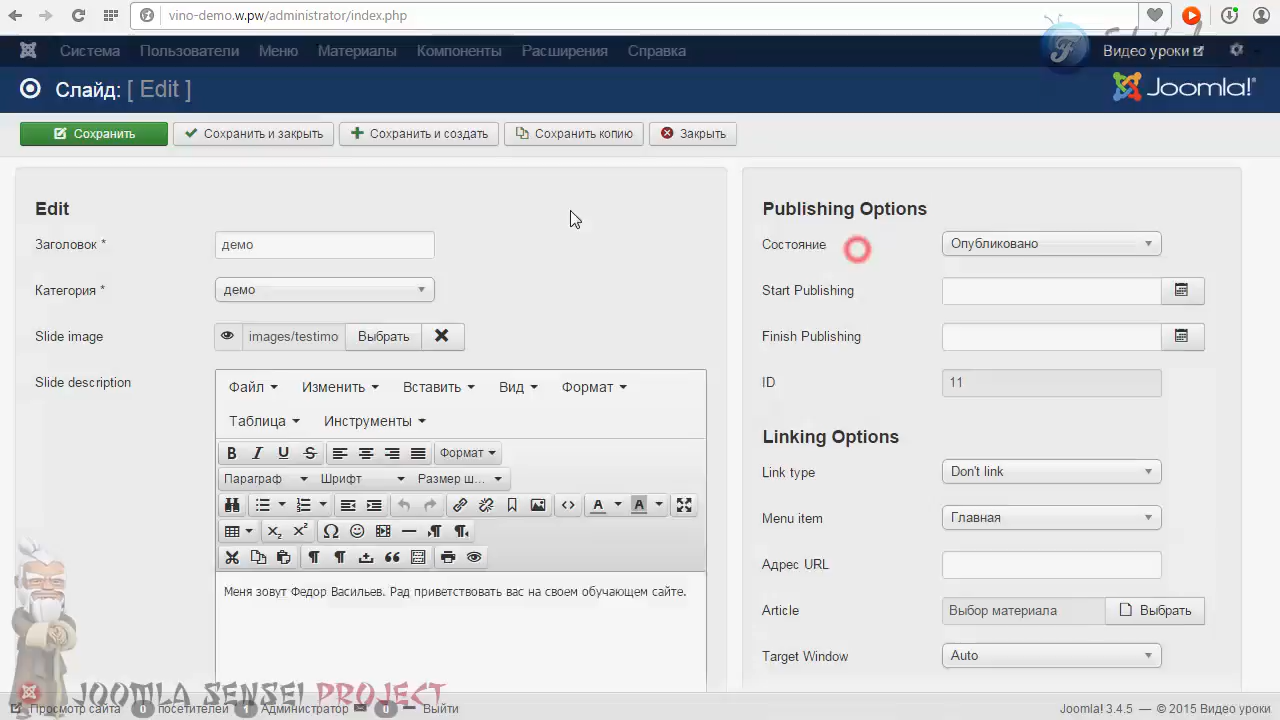 vino-demo.w.pw/administrator/index.php
Система Пользователи Меню Материалы Компоненты Расширения Справка Видео уроки
Слайд: [ Edit ]
Joomla!
Сохранить Сохранить и закрыть Сохранить и создать Сохранить копию Закрыть
Edit
Заголовок * демо
Категория * демо
Slide image images/testimo Выбрать
Slide description
Файл Изменить Вставить Вид Формат
Таблица Инструменты
B I U S Формат
Параграф Шрифт Размер ш...
A A
Меня зовут Федор Васильев. Рад приветствовать вас на своем обучающем сайте.
Publishing Options
Состояние Опубликовано
Start Publishing
Finish Publishing
ID 11
Linking Options
Link type Don't link
Menu item Главная
Адрес URL
Article Выбор материала Выбрать
Target Window Auto
JOOMLA SENSEI PROJECT
Просмотр сайта 0 посетителей 1 Администратор 0 Выйти
Joomla! 3.4.5 — © 2015 Видео уроки